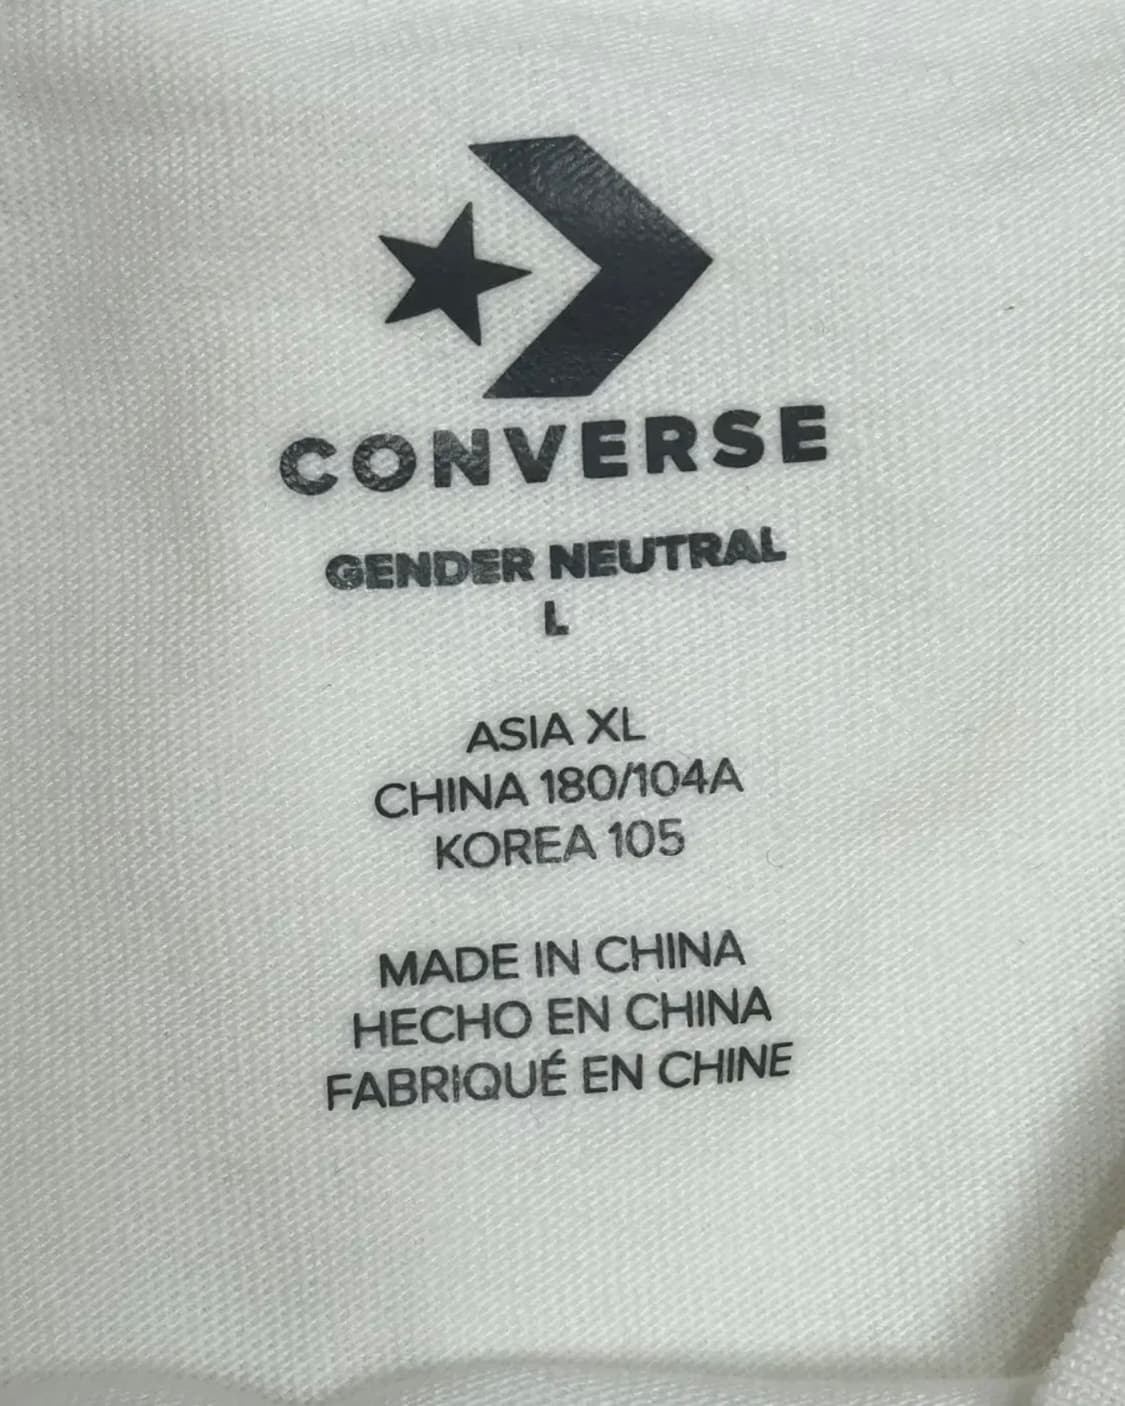 CONVERSE
GENDER NEUTRAL
L
ASIA XL
CHINA 180/104A
KOREA 105
MADE IN CHINA
HECHO EN CHINA
FABRIQUÉ EN CHINE